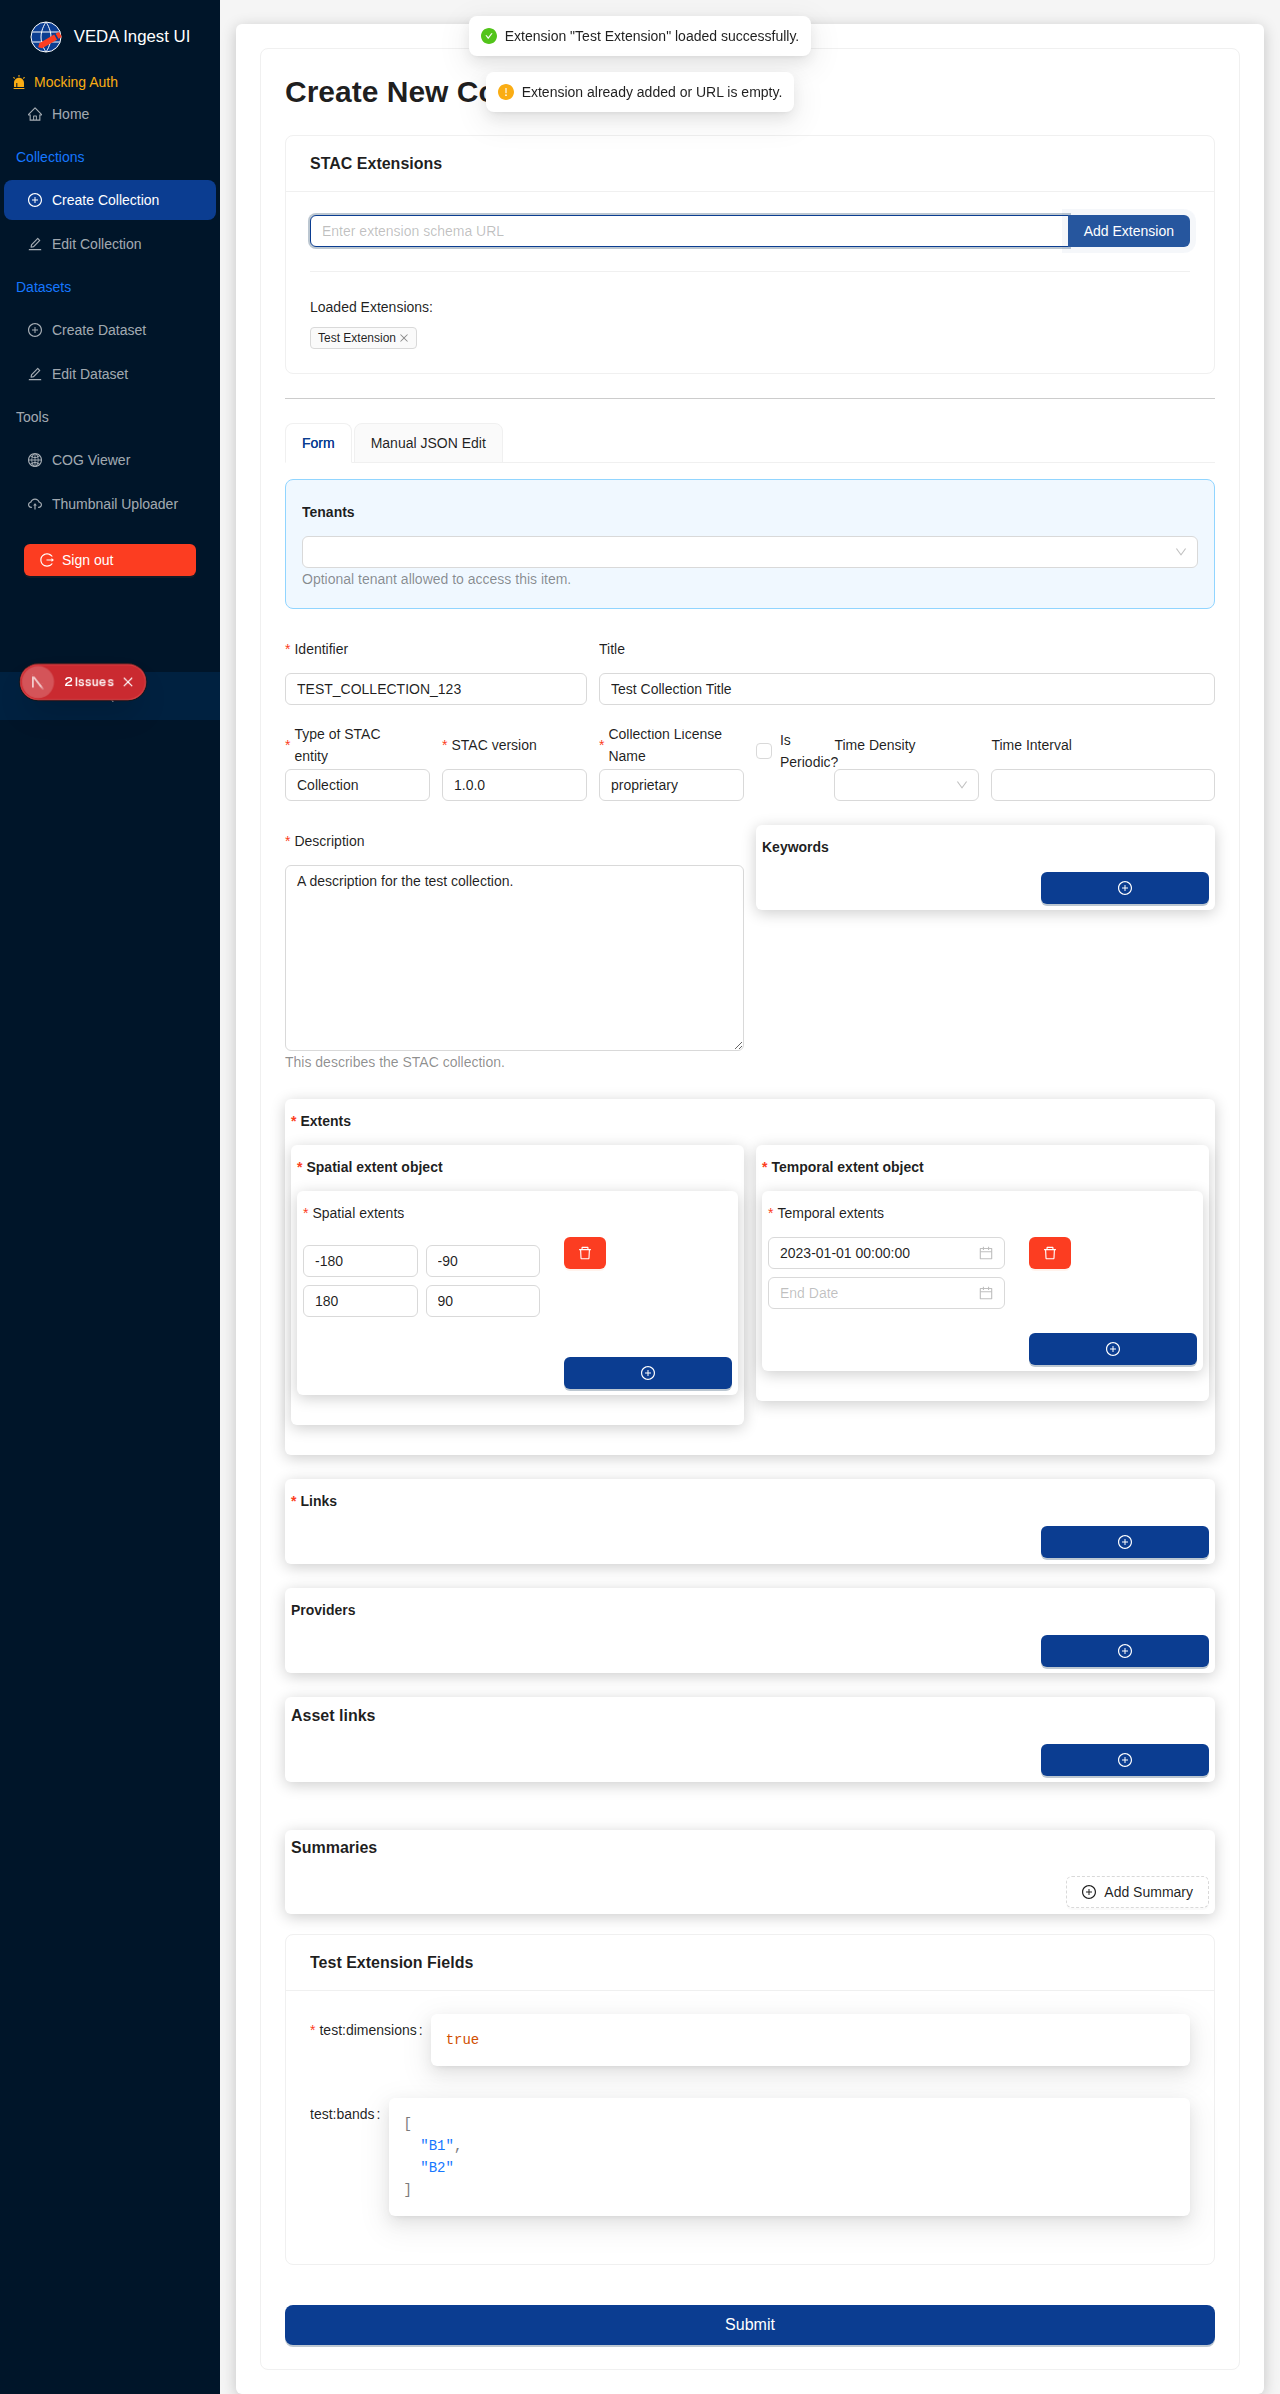 VEDA Ingest UI
Mocking Auth
Home
Collections
Create Collection
Edit Collection
Datasets
Create Dataset
Edit Dataset
Tools
COG Viewer
Thumbnail Uploader
Sign out
2 Issues
Extension "Test Extension" loaded successfully.
Extension already added or URL is empty.
Create New Co
STAC Extensions
Enter extension schema URL
Add Extension
Loaded Extensions:
Test Extension
Form
Manual JSON Edit
Tenants
Optional tenant allowed to access this item.
* Identifier
Title
TEST_COLLECTION_123
Test Collection Title
* Type of STAC entity
* STAC version
* Collection License Name
Is Periodic?
Time Density
Time Interval
Collection
1.0.0
proprietary
* Description
Keywords
A description for the test collection.
This describes the STAC collection.
* Extents
* Spatial extent object
* Temporal extent object
* Spatial extents
* Temporal extents
-180
-90
180
90
2023-01-01 00:00:00
End Date
* Links
Providers
Asset links
Summaries
Add Summary
Test Extension Fields
* test:dimensions:
true
test:bands:
[
"B1",
"B2"
]
Submit